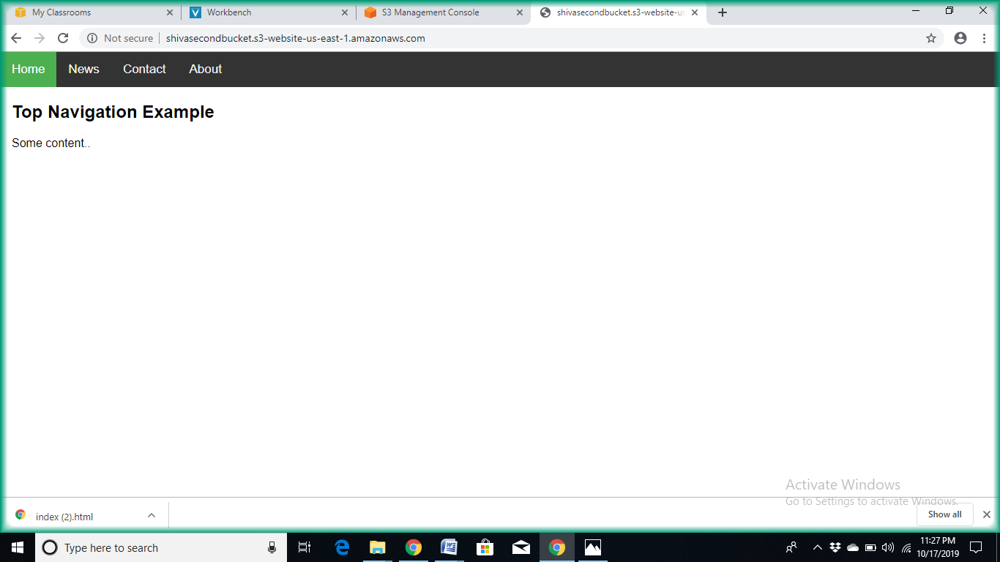 My Classrooms
Workbench
S3 Management Console
shivasecondbucket.s3-website-us
Not secure
shivasecondbucket.s3-website-us-east-1.amazonaws.com
Home News Contact About
Top Navigation Example
Some content..
Activate Windows
Go to Settings to activate Windows.
index (2).html
Show all
Type here to search
11:27 PM
10/17/2019